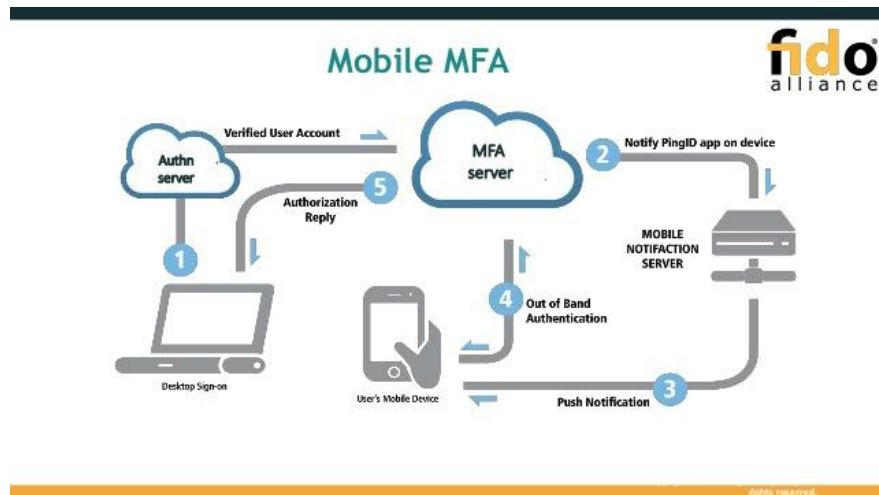 Mobile MFA
fido
alliance
Verified User Account
Authn
server
MFA
server
2
Notify PingID app on device
5
Authorization
Reply
1
MOBILE
NOTIFACTION
SERVER
4
Out of Band
Authentication
Desktop Sign-on
User's Mobile Device
Push Notification
3
rights reserved.